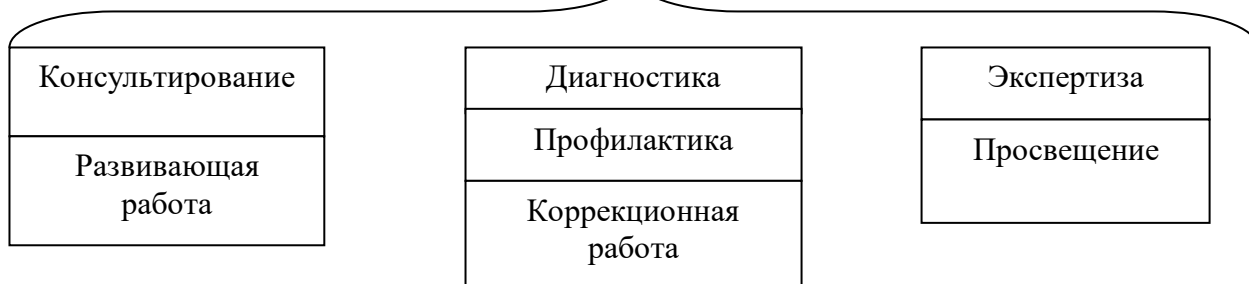 Консультирование
Развивающая
работа
Диагностика
Профилактика
Коррекционная
работа
Экспертиза
Просвещение